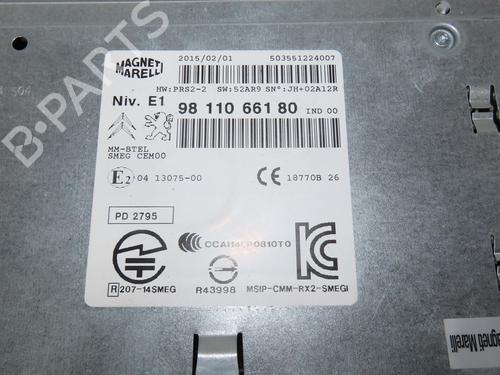 B-PARTS
MAGNETI MARELLI
2015/02/01 503551224007
HW:PRS2-2 SW:52AR9 SN°:JH+02A12R
Niv. E1 98 110 661 80 IND 00
MM-BTEL
SMEG CEM00
E2 04 13075-00 CE 18770B 26
PD 2795
R 207-14SMEG
R43998
MSIP-CMM-RX2-SMEGI
agneti Marelli